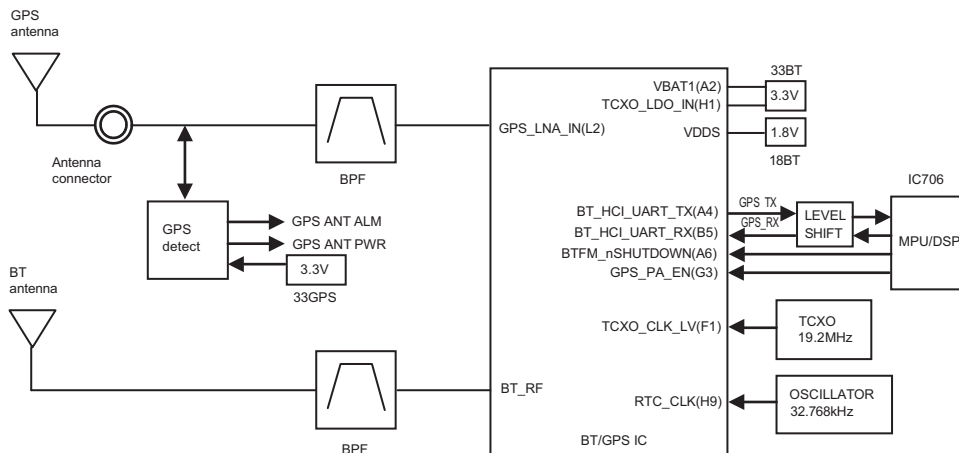 GPS
antenna
Antenna
connector
BPF
GPS
detect
GPS ANT ALM
GPS ANT PWR
3.3V
33GPS
BT
antenna
BPF
GPS_LNA_IN(L2)
BT_RF
VBAT1(A2)
TCXO_LDO_IN(H1)
VDDS
BT_HCI_UART_TX(A4)
BT_HCI_UART_RX(B5)
BTFM_nSHUTDOWN(A6)
GPS_PA_EN(G3)
TCXO_CLK_LV(F1)
RTC_CLK(H9)
BT/GPS IC
33BT
3.3V
1.8V
18BT
GPS TX
GPS_RX
LEVEL
SHIFT
IC706
MPU/DSP
TCXO
19.2MHz
OSCILLATOR
32.768kHz